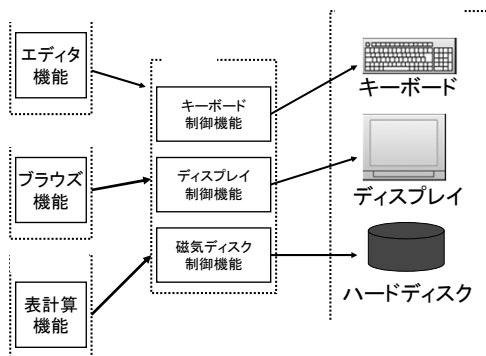 エディタ
機能
ブラウズ
機能
表計算
機能
キーボード
制御機能
ディスプレイ
制御機能
磁気ディスク
制御機能
キーボード
ディスプレイ
ハードディスク